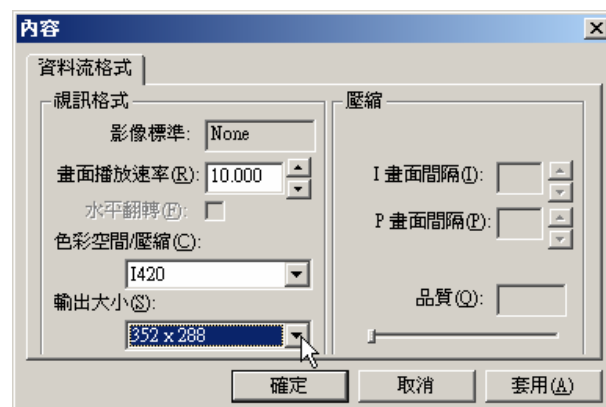 內容
資料流格式
視訊格式
影像標準: None
畫面播放速率(R): 10.000
水平翻轉(F):
色彩空間/壓縮(C):
I420
輸出大小(S):
352 x 288
壓縮
I 畫面間隔(I):
P 畫面間隔(P):
品質(Q):
確定
取消
套用(A)